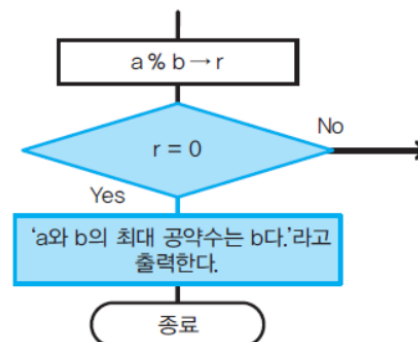 a % b → r
r = 0
No
Yes
‘a와 b의 최대 공약수는 b다.’라고
출력한다.
종료